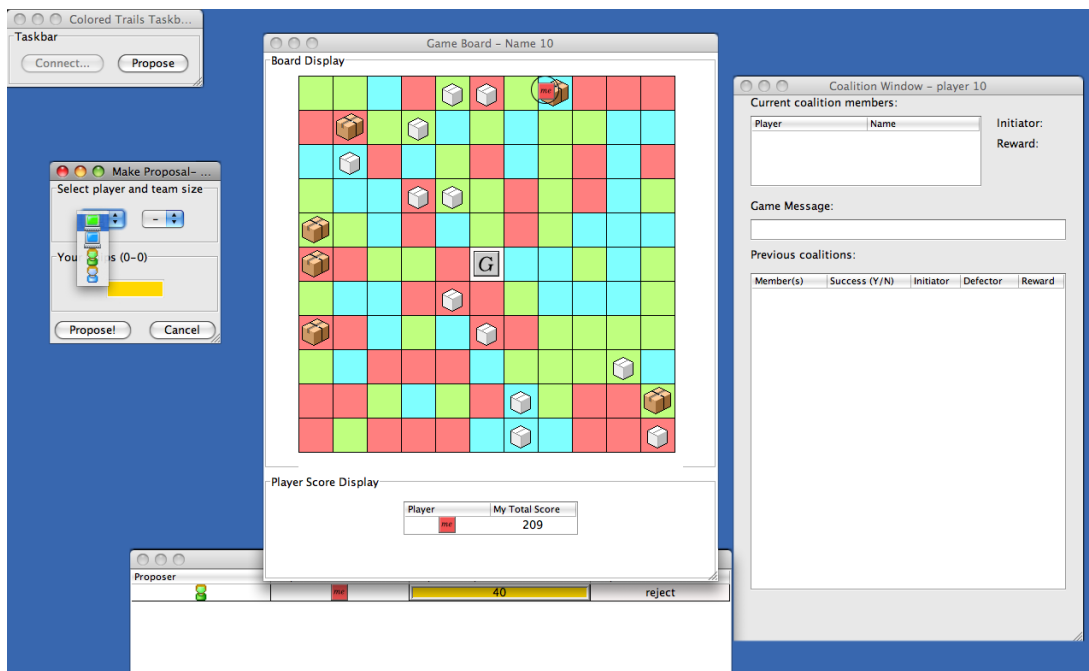 Colored Trails Taskb...
Taskbar
Connect...
Propose
Make Proposal- ...
Select player and team size
-
You
ps (0-0)
Propose!
Cancel
Game Board - Name 10
Board Display
me
G
Player Score Display
Player
My Total Score
me
209
Proposer
me
40
reject
Coalition Window - player 10
Current coalition members:
Player
Name
Initiator:
Reward:
Game Message:
Previous coalitions:
Member(s)
Success (Y/N)
Initiator
Defector
Reward